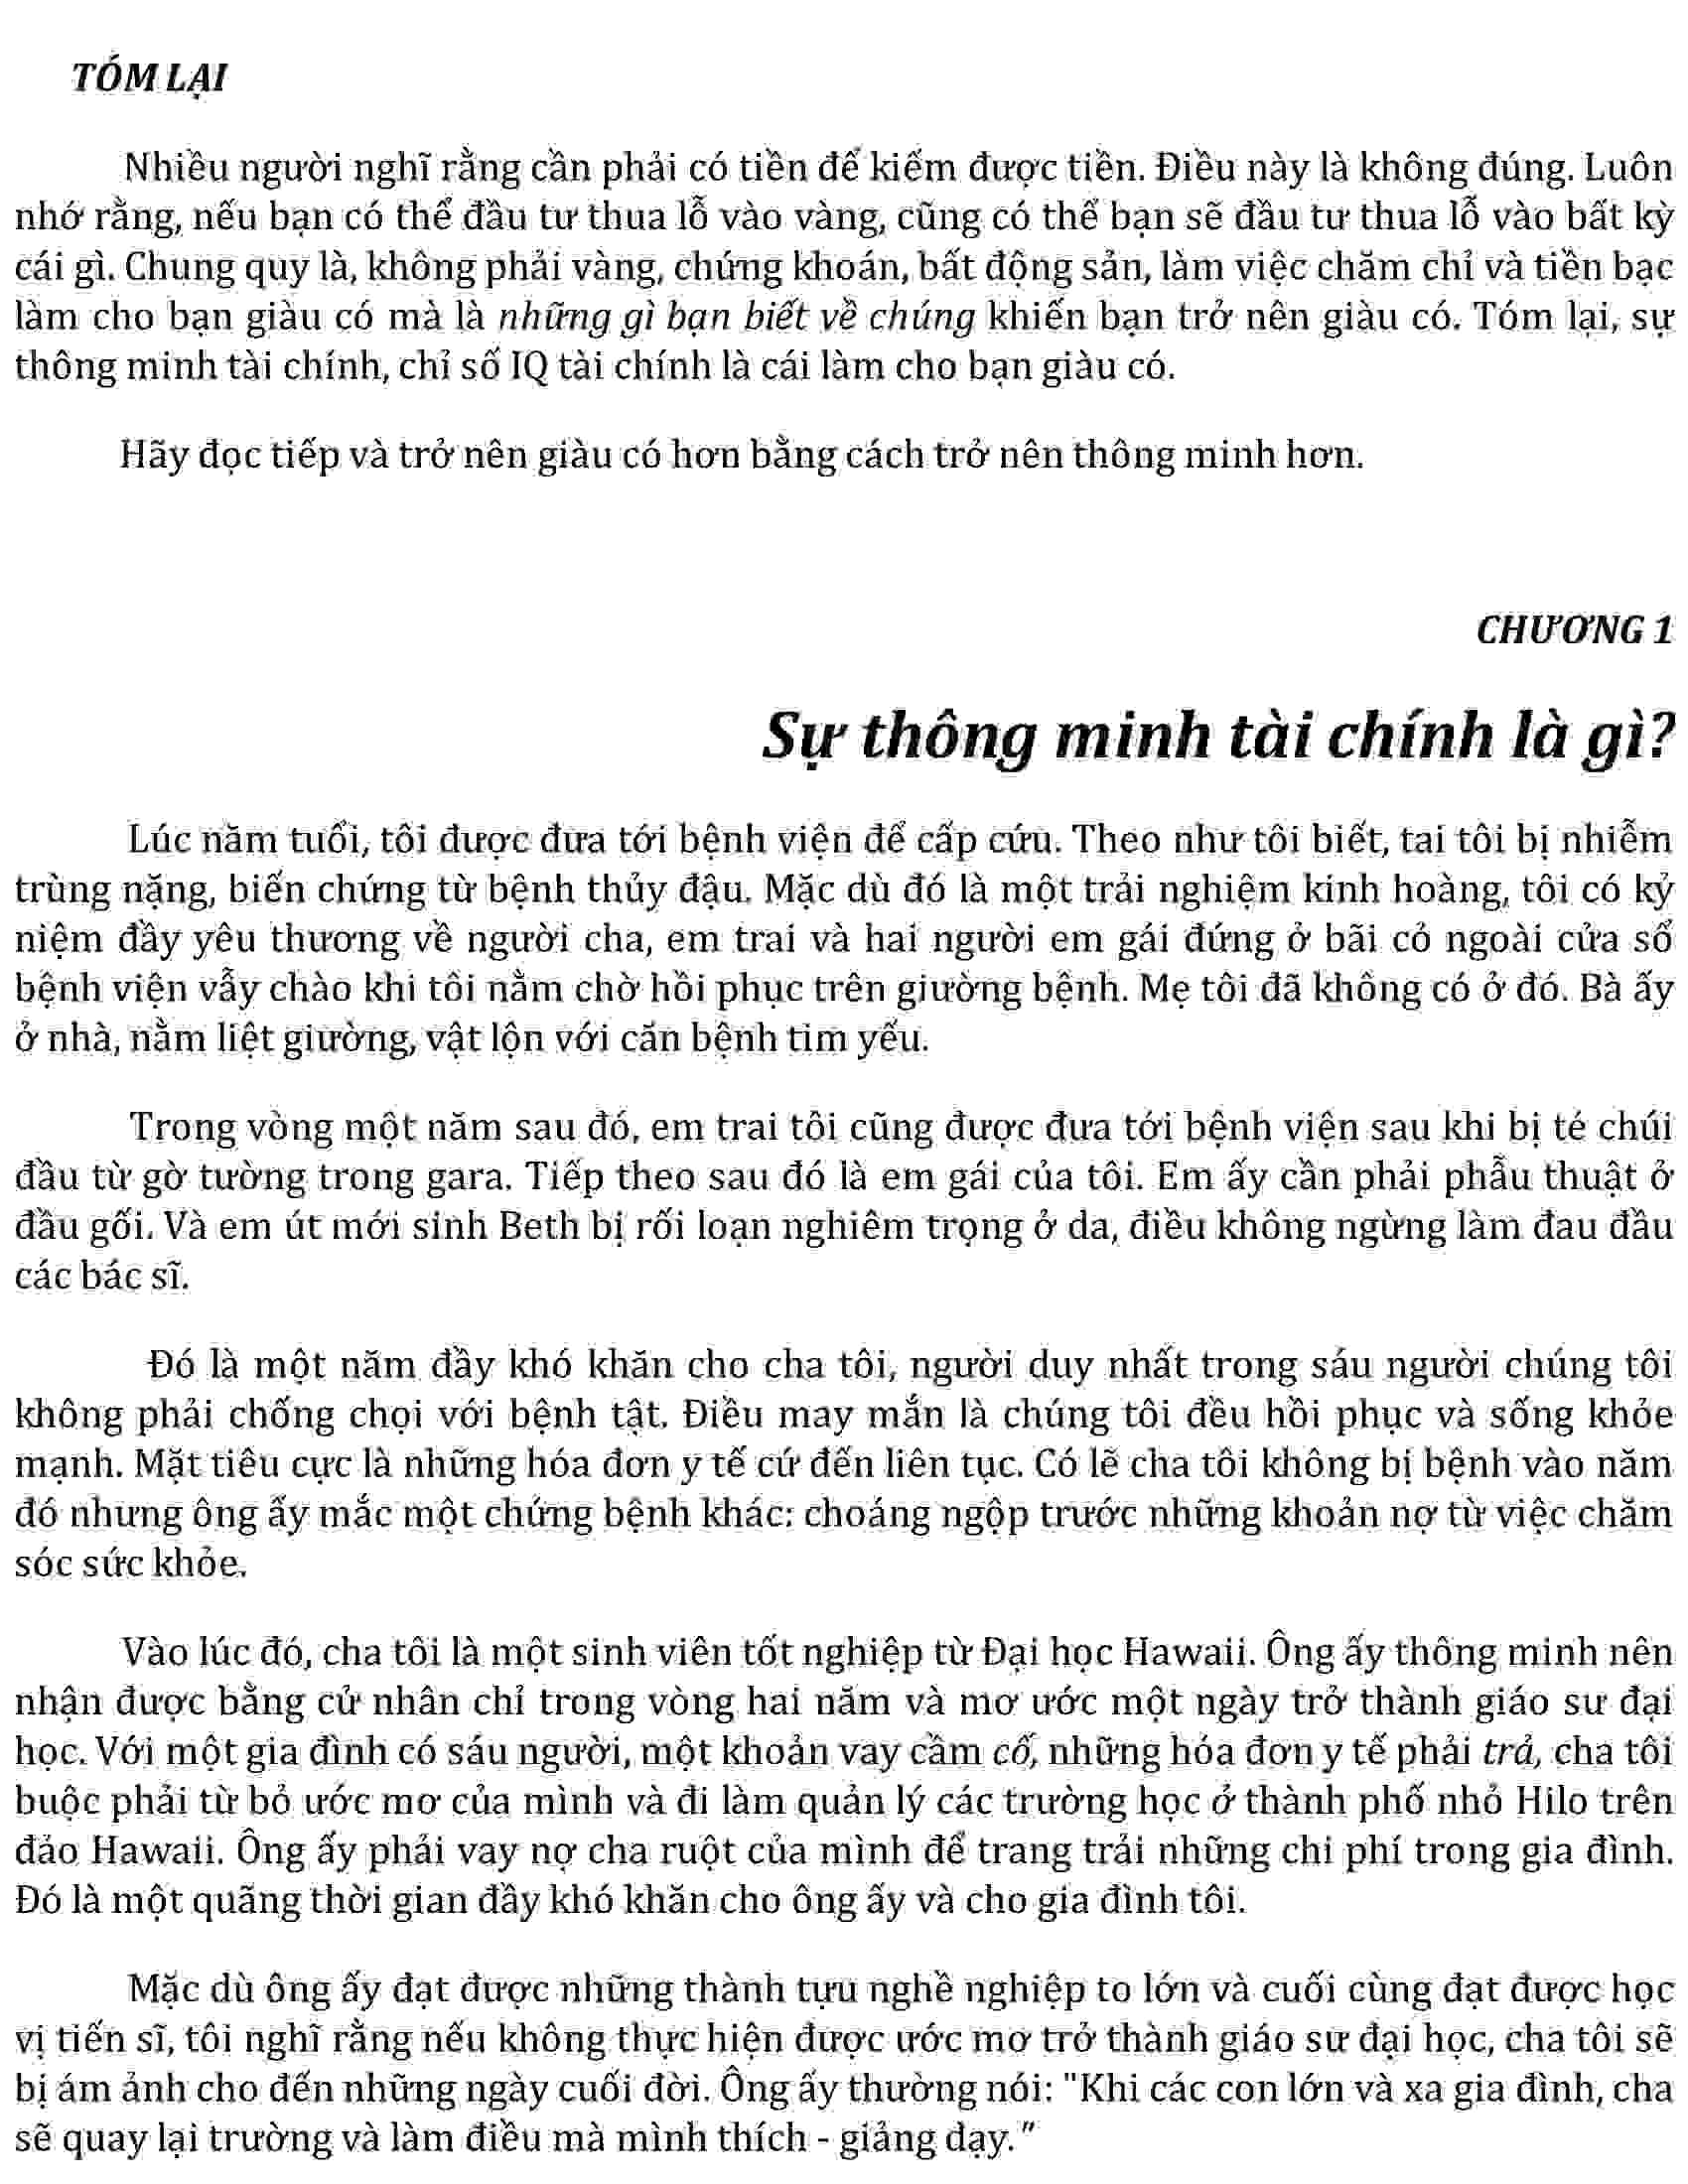 TÓM LẠI
Nhiều người nghĩ rằng cần phải có tiền để kiếm được tiền. Điều này là không đúng. Luôn
nhớ rằng, nếu bạn có thể đầu tư thua lỗ vào vàng, cũng có thể bạn sẽ đầu tư thua lỗ vào bất kỳ
cái gì. Chung quy là, không phải vàng, chứng khoán, bất động sản, làm việc chăm chỉ và tiền bạc
làm cho bạn giàu có mà là những gì bạn biết về chúng khiến bạn trở nên giàu có. Tóm lại, sự
thông minh tài chính, chỉ số IQ tài chính là cái làm cho bạn giàu có.
Hãy đọc tiếp và trở nên giàu có hơn bằng cách trở nên thông minh hơn.
CHƯƠNG 1
Sự thông minh tài chính là gì?
Lúc năm tuổi, tôi được đưa tới bệnh viện để cấp cứu. Theo như tôi biết, tai tôi bị nhiễm
trùng nặng, biến chứng từ bệnh thủy đậu. Mặc dù đó là một trải nghiệm kinh hoàng, tôi có kỷ
niệm đầy yêu thương về người cha, em trai và hai người em gái đứng ở bãi cỏ ngoài cửa sổ
bệnh viện vẫy chào khi tôi nằm chờ hồi phục trên giường bệnh. Mẹ tôi đã không có ở đó. Bà ấy
ở nhà, nằm liệt giường, vật lộn với căn bệnh tim yếu.
Trong vòng một năm sau đó, em trai tôi cũng được đưa tới bệnh viện sau khi bị té chúi
đầu từ gờ tường trong gara. Tiếp theo sau đó là em gái của tôi. Em ấy cần phải phẫu thuật ở
đầu gối. Và em út mới sinh Beth bị rối loạn nghiêm trọng ở da, điều không ngừng làm đau đầu
các bác sĩ.
Đó là một năm đầy khó khăn cho cha tôi, người duy nhất trong sáu người chúng tôi
không phải chống chọi với bệnh tật. Điều may mắn là chúng tôi đều hồi phục và sống khỏe
mạnh. Mặt tiêu cực là những hóa đơn y tế cứ đến liên tục. Có lẽ cha tôi không bị bệnh vào năm
đó nhưng ông ấy mắc một chứng bệnh khác: choáng ngộp trước những khoản nợ từ việc chăm
sóc sức khỏe.
Vào lúc đó, cha tôi là một sinh viên tốt nghiệp từ Đại học Hawaii. Ông ấy thông minh nên
nhận được bằng cử nhân chỉ trong vòng hai năm và mơ ước một ngày trở thành giáo sư đại
học. Với một gia đình có sáu người, một khoản vay cầm cố, những hóa đơn y tế phải trả, cha tôi
buộc phải từ bỏ ước mơ của mình và đi làm quản lý các trường học ở thành phố nhỏ Hilo trên
đảo Hawaii. Ông ấy phải vay nợ cha ruột của mình để trang trải những chi phí trong gia đình.
Đó là một quãng thời gian đầy khó khăn cho ông ấy và cho gia đình tôi.
Mặc dù ông ấy đạt được những thành tựu nghề nghiệp to lớn và cuối cùng đạt được học
vị tiến sĩ, tôi nghĩ rằng nếu không thực hiện được ước mơ trở thành giáo sư đại học, cha tôi sẽ
bị ám ảnh cho đến những ngày cuối đời. Ông ấy thường nói: "Khi các con lớn và xa gia đình, cha
sẽ quay lại trường và làm điều mà mình thích - giảng dạy."